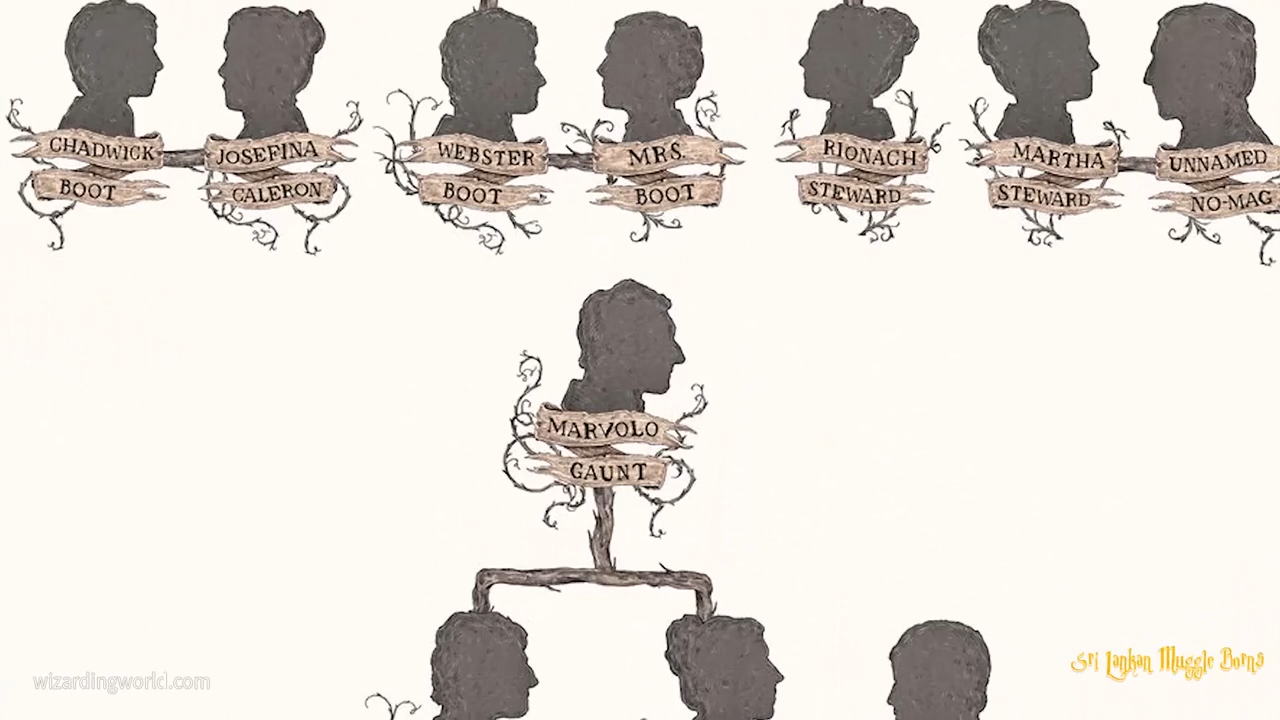 CHADWICK
BOOT
JOSEFINA
CALERON
WEBSTER
BOOT
MRS.
BOOT
RIONACH
STEWARD
MARTHA
STEWARD
UNNAMED
NO-MAG
MARVOLO
GAUNT
wizardingworld.com
Sri Lankan Muggle Borns